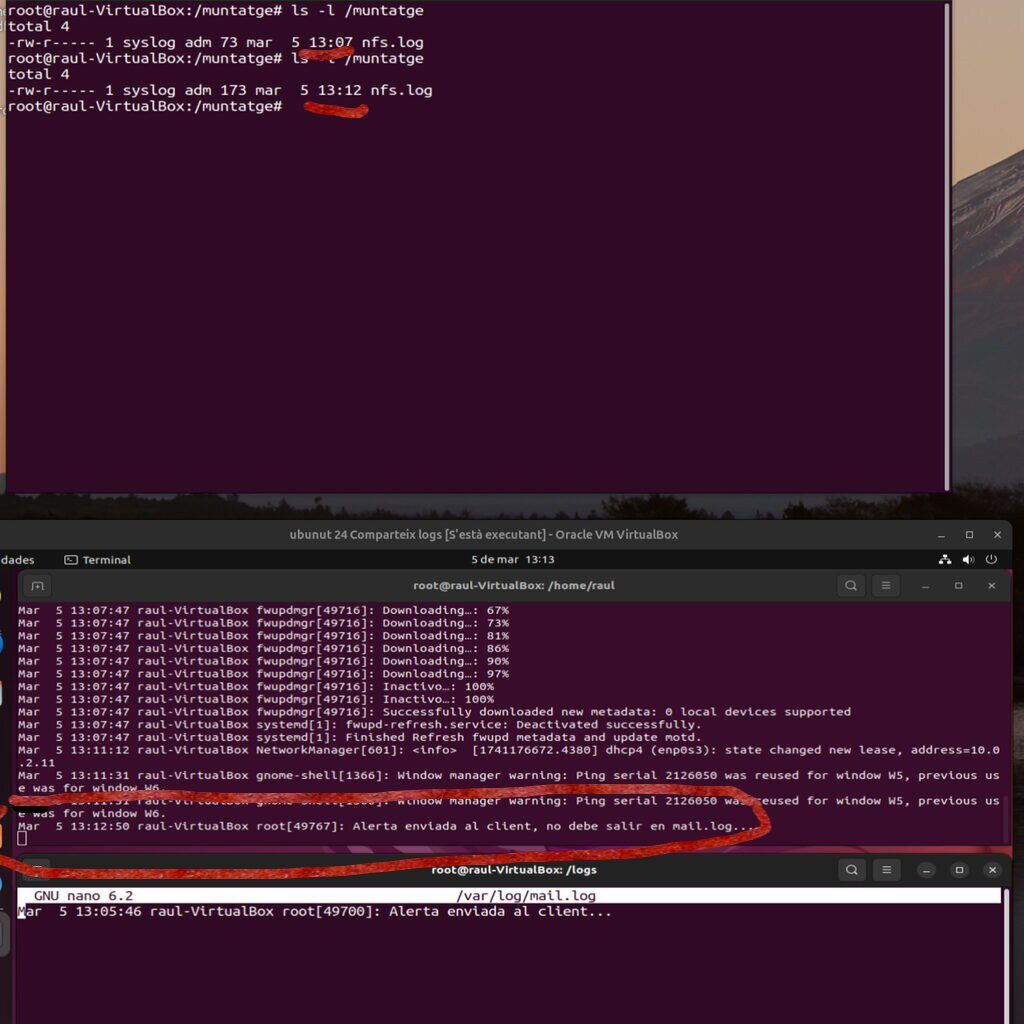 root@raul-VirtualBox:/muntatge# ls -l /muntatge
total 4
-rw-r----- 1 syslog adm 73 mar  5 13:07 nfs.log
root@raul-VirtualBox:/muntatge# ls -l /muntatge
total 4
-rw-r----- 1 syslog adm 173 mar  5 13:12 nfs.log
root@raul-VirtualBox:/muntatge#
ubunut 24 Comparteix logs [S'està executant] - Oracle VM VirtualBox
dades Terminal 5 de mar 13:13
root@raul-VirtualBox: /home/raul
Mar  5 13:07:47 raul-VirtualBox fwupdmgr[49716]: Downloading…: 67%
Mar  5 13:07:47 raul-VirtualBox fwupdmgr[49716]: Downloading…: 73%
Mar  5 13:07:47 raul-VirtualBox fwupdmgr[49716]: Downloading…: 81%
Mar  5 13:07:47 raul-VirtualBox fwupdmgr[49716]: Downloading…: 86%
Mar  5 13:07:47 raul-VirtualBox fwupdmgr[49716]: Downloading…: 90%
Mar  5 13:07:47 raul-VirtualBox fwupdmgr[49716]: Downloading…: 97%
Mar  5 13:07:47 raul-VirtualBox fwupdmgr[49716]: Inactivo…: 100%
Mar  5 13:07:47 raul-VirtualBox fwupdmgr[49716]: Inactivo…: 100%
Mar  5 13:07:47 raul-VirtualBox fwupdmgr[49716]: Successfully downloaded new metadata: 0 local devices supported
Mar  5 13:07:47 raul-VirtualBox systemd[1]: fwupd-refresh.service: Deactivated successfully.
Mar  5 13:07:47 raul-VirtualBox systemd[1]: Finished Refresh fwupd metadata and update motd.
Mar  5 13:11:12 raul-VirtualBox NetworkManager[601]: <info>  [1741176672.4380] dhcp4 (enp0s3): state changed new lease, address=10.0
.2.11
Mar  5 13:11:31 raul-VirtualBox gnome-shell[1366]: Window manager warning: Ping serial 2126050 was reused for window W5, previous us
e was for window W6.
Mar  5 13:11:31 raul-VirtualBox gnome-shell[1366]: Window manager warning: Ping serial 2126050 was reused for window W5, previous us
e was for window W6.
Mar  5 13:12:50 raul-VirtualBox root[49767]: Alerta enviada al client, no debe salir en mail.log...
root@raul-VirtualBox: /logs
GNU nano 6.2 /var/log/mail.log
Mar  5 13:05:46 raul-VirtualBox root[49700]: Alerta enviada al client...